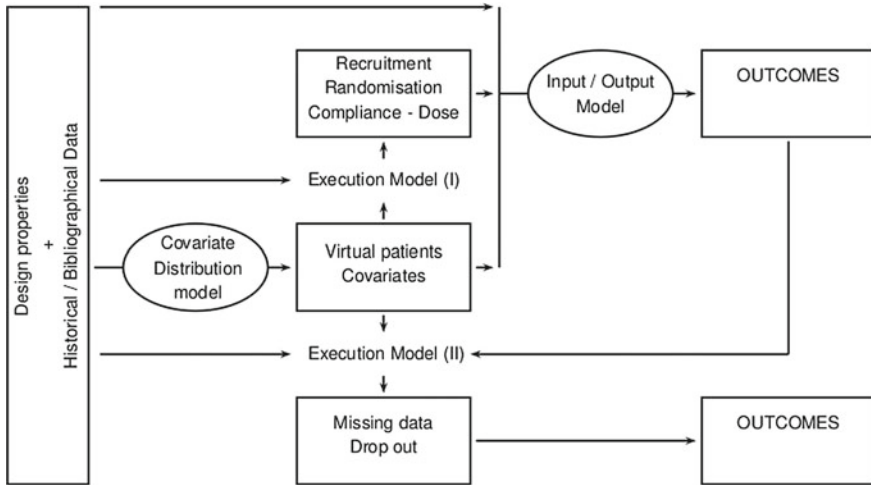 Design properties
+
Historical / Bibliographical Data
Recruitment
Randomisation
Compliance - Dose
Input / Output
Model
OUTCOMES
Execution Model (I)
Covariate
Distribution
model
Virtual patients
Covariates
Execution Model (II)
Missing data
Drop out
OUTCOMES